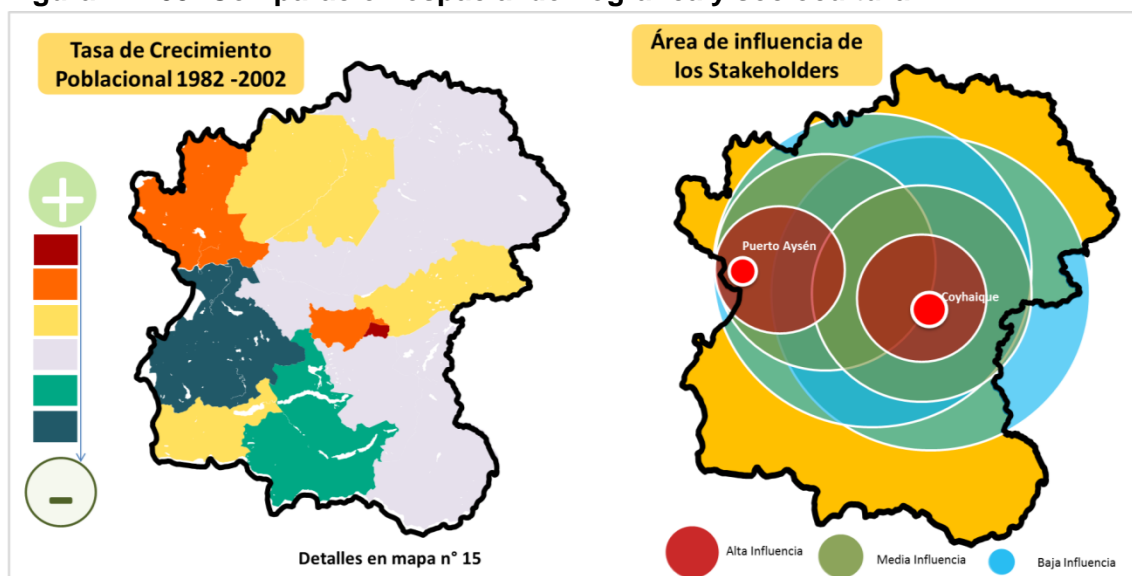 Tasa de Crecimiento
Poblacional 1982 -2002
Área de influencia de
los Stakeholders
+
-
Puerto Aysén
Coyhaique
Detalles en mapa n° 15
Alta Influencia
Media Influencia
Baja Influencia